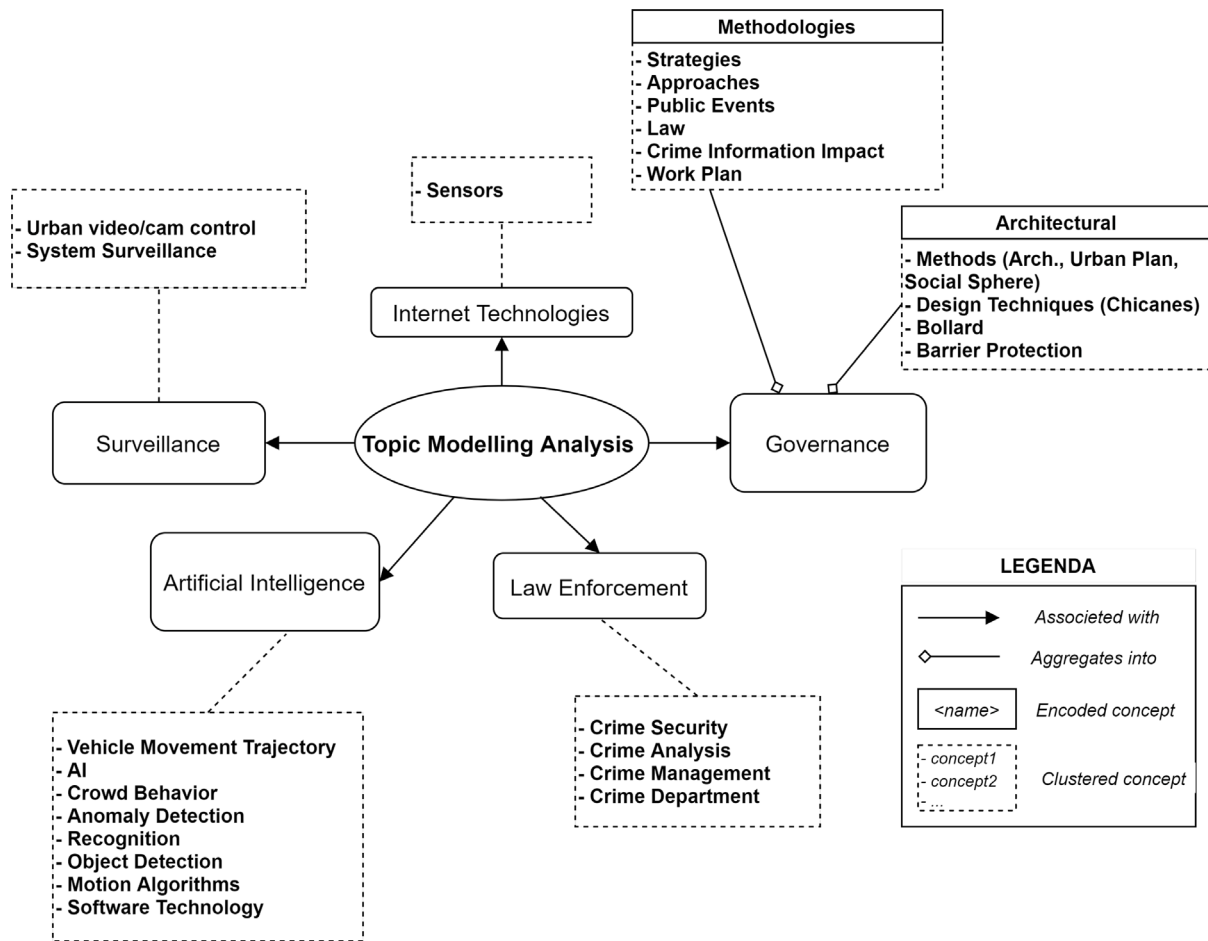 Methodologies
- Strategies
- Approaches
- Public Events
- Law
- Crime Information Impact
- Work Plan
- Sensors
- Urban video/cam control
- System Surveillance
Architectural
- Methods (Arch., Urban Plan,
Social Sphere)
- Design Techniques (Chicanes)
- Bollard
- Barrier Protection
Internet Technologies
Surveillance
Topic Modelling Analysis
Governance
Artificial Intelligence
Law Enforcement
- Vehicle Movement Trajectory
- AI
- Crowd Behavior
- Anomaly Detection
- Recognition
- Object Detection
- Motion Algorithms
- Software Technology
- Crime Security
- Crime Analysis
- Crime Management
- Crime Department
LEGENDA
Associeted with
Aggregates into
<name> Encoded concept
- concept1
- concept2
- ...
Clustered concept